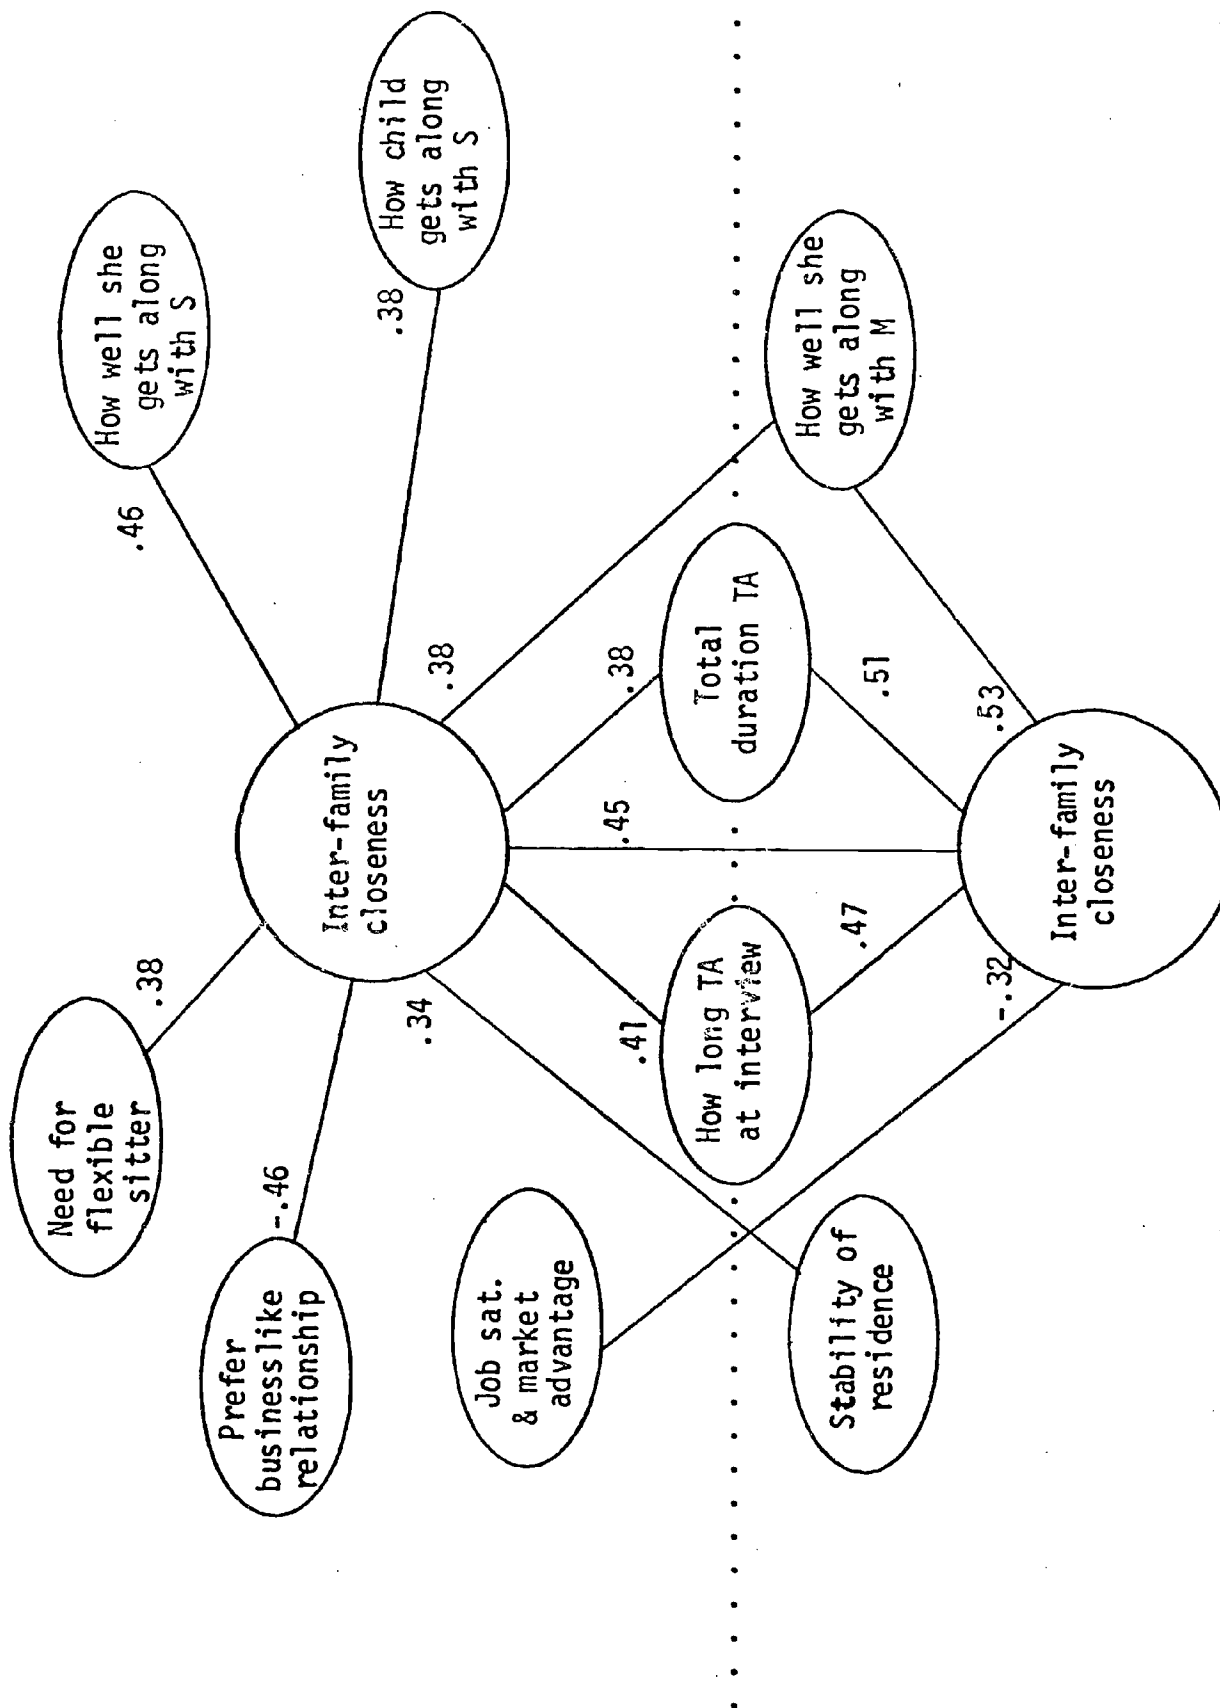 Need for
flexible
sitter
.38
How well she
gets along
with S
.46
Prefer
businesslike
relationship
-.46
Inter-family
closeness
How child
gets along
with S
.38
Job sat.
& market
advantage
.34
.41
.45
.38
.38
How long TA
at interview
Total
duration TA
Stability of
residence
How well she
gets along
with M
-.32
.47
.51
.53
Inter-family
closeness